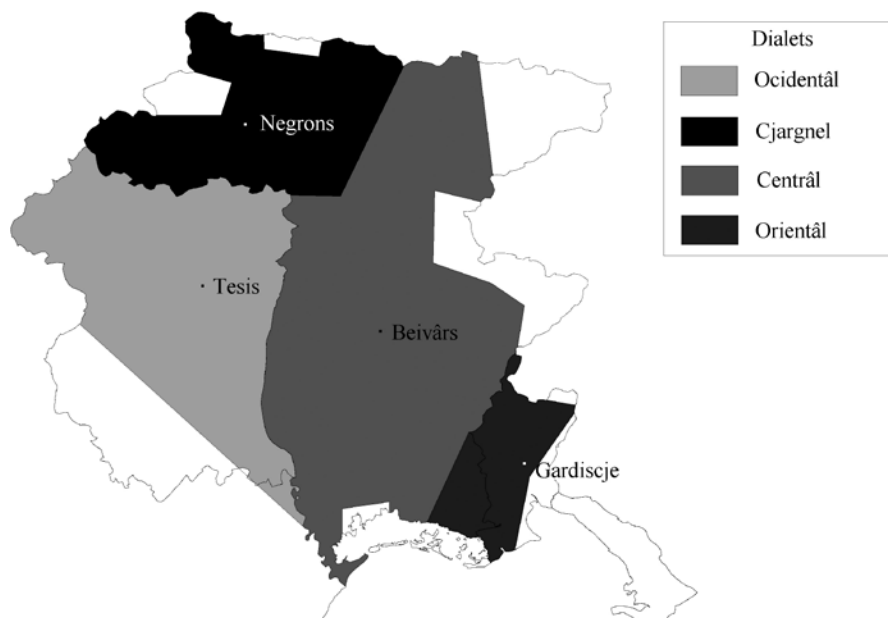 Dialets
Ocidentâl
Cjargnel
Centrâl
Orientâl
Negrons
Tesis
Beivârs
Gardiscje